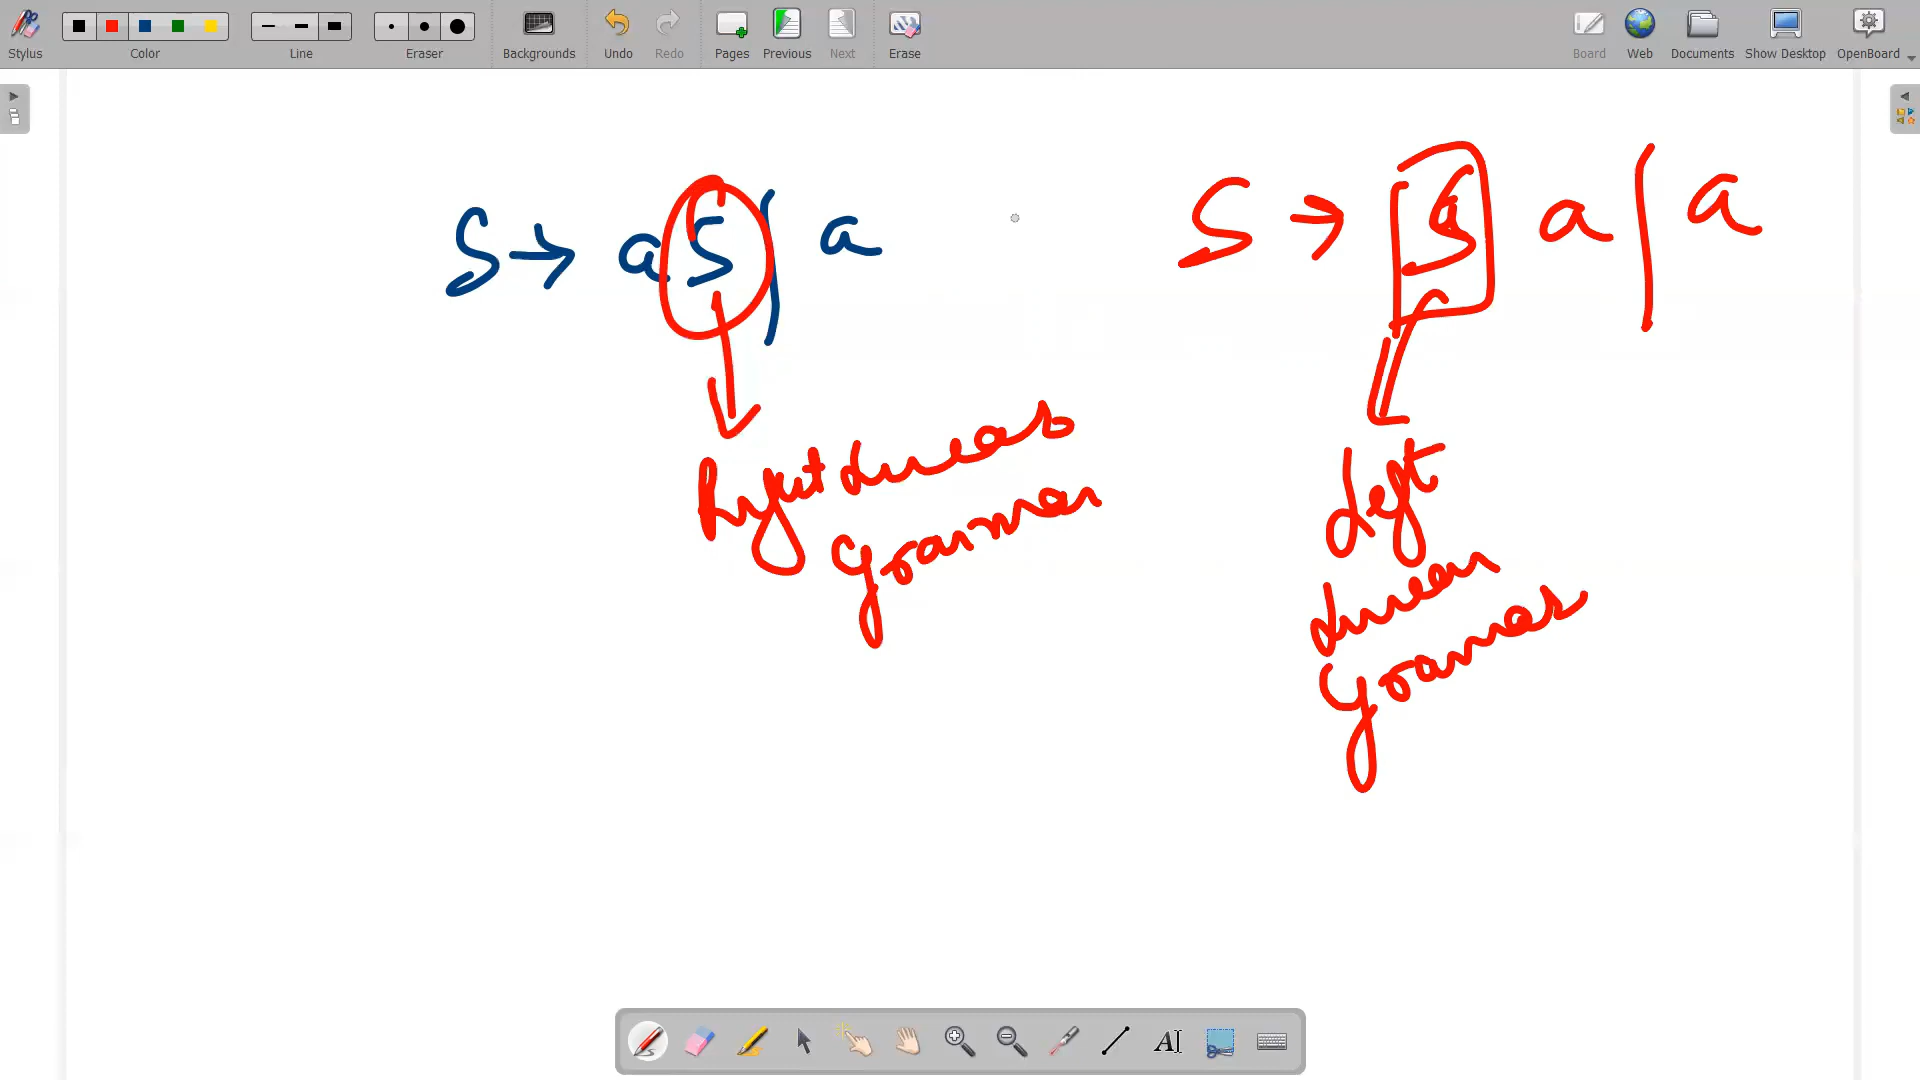 Stylus Color Line Eraser Backgrounds Undo Redo Pages Previous Next Erase Board Web Documents Show Desktop OpenBoard
S → aS | a
S → S a | a
Right Linear
Grammar
Left
Linear
Grammar